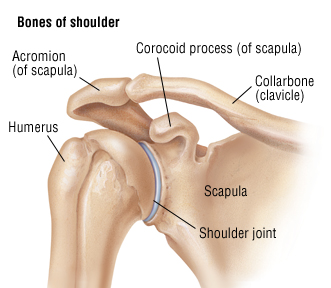 Bones of shoulder
Corocoid process (of scapula)
Acromion
(of scapula)
Collarbone
(clavicle)
Humerus
Scapula
Shoulder joint